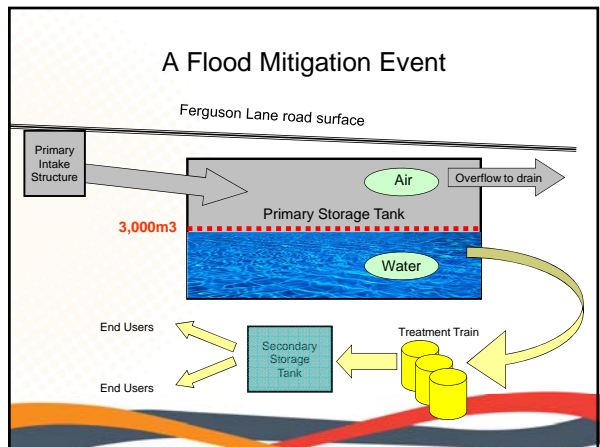 A Flood Mitigation Event
Ferguson Lane road surface
Primary
Intake
Structure
Air
Overflow to drain
Primary Storage Tank
3,000m3
Water
End Users
Treatment Train
Secondary
Storage
Tank
End Users